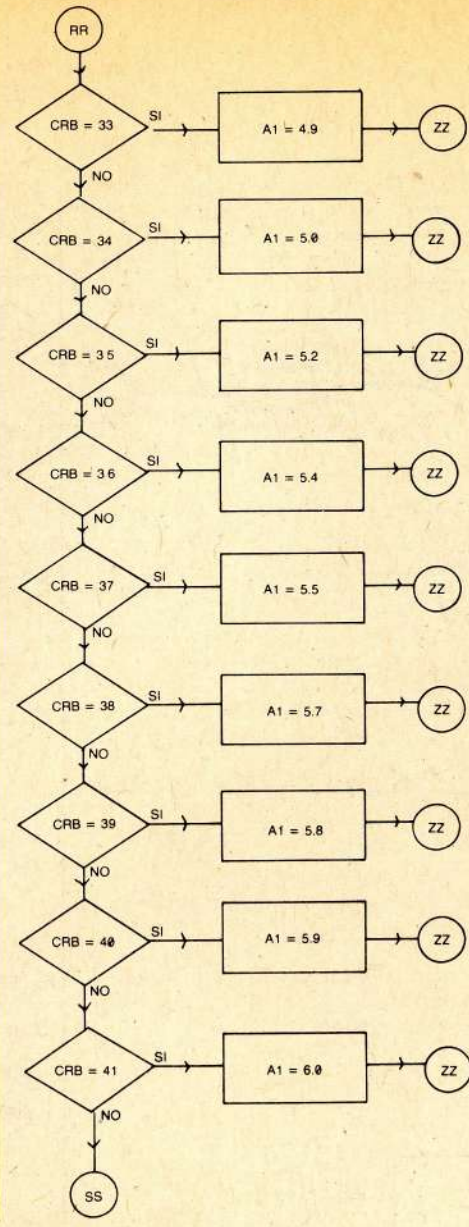 RR
CRB = 33
SI
A1 = 4.9
ZZ
NO
CRB = 34
SI
A1 = 5.0
ZZ
NO
CRB = 35
SI
A1 = 5.2
ZZ
NO
CRB = 36
SI
A1 = 5.4
ZZ
NO
CRB = 37
SI
A1 = 5.5
ZZ
NO
CRB = 38
SI
A1 = 5.7
ZZ
NO
CRB = 39
SI
A1 = 5.8
ZZ
NO
CRB = 40
SI
A1 = 5.9
ZZ
NO
CRB = 41
SI
A1 = 6.0
ZZ
NO
SS